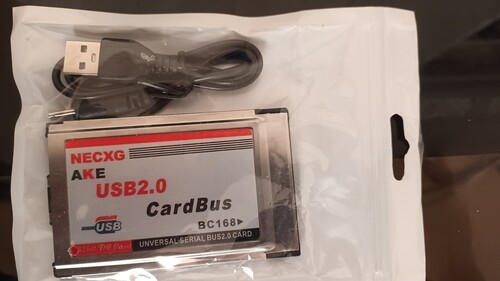 NECXG
AKE
USB2.0
CardBus
BC168
USB
UNIVERSAL SERIAL BUS2.0 CARD